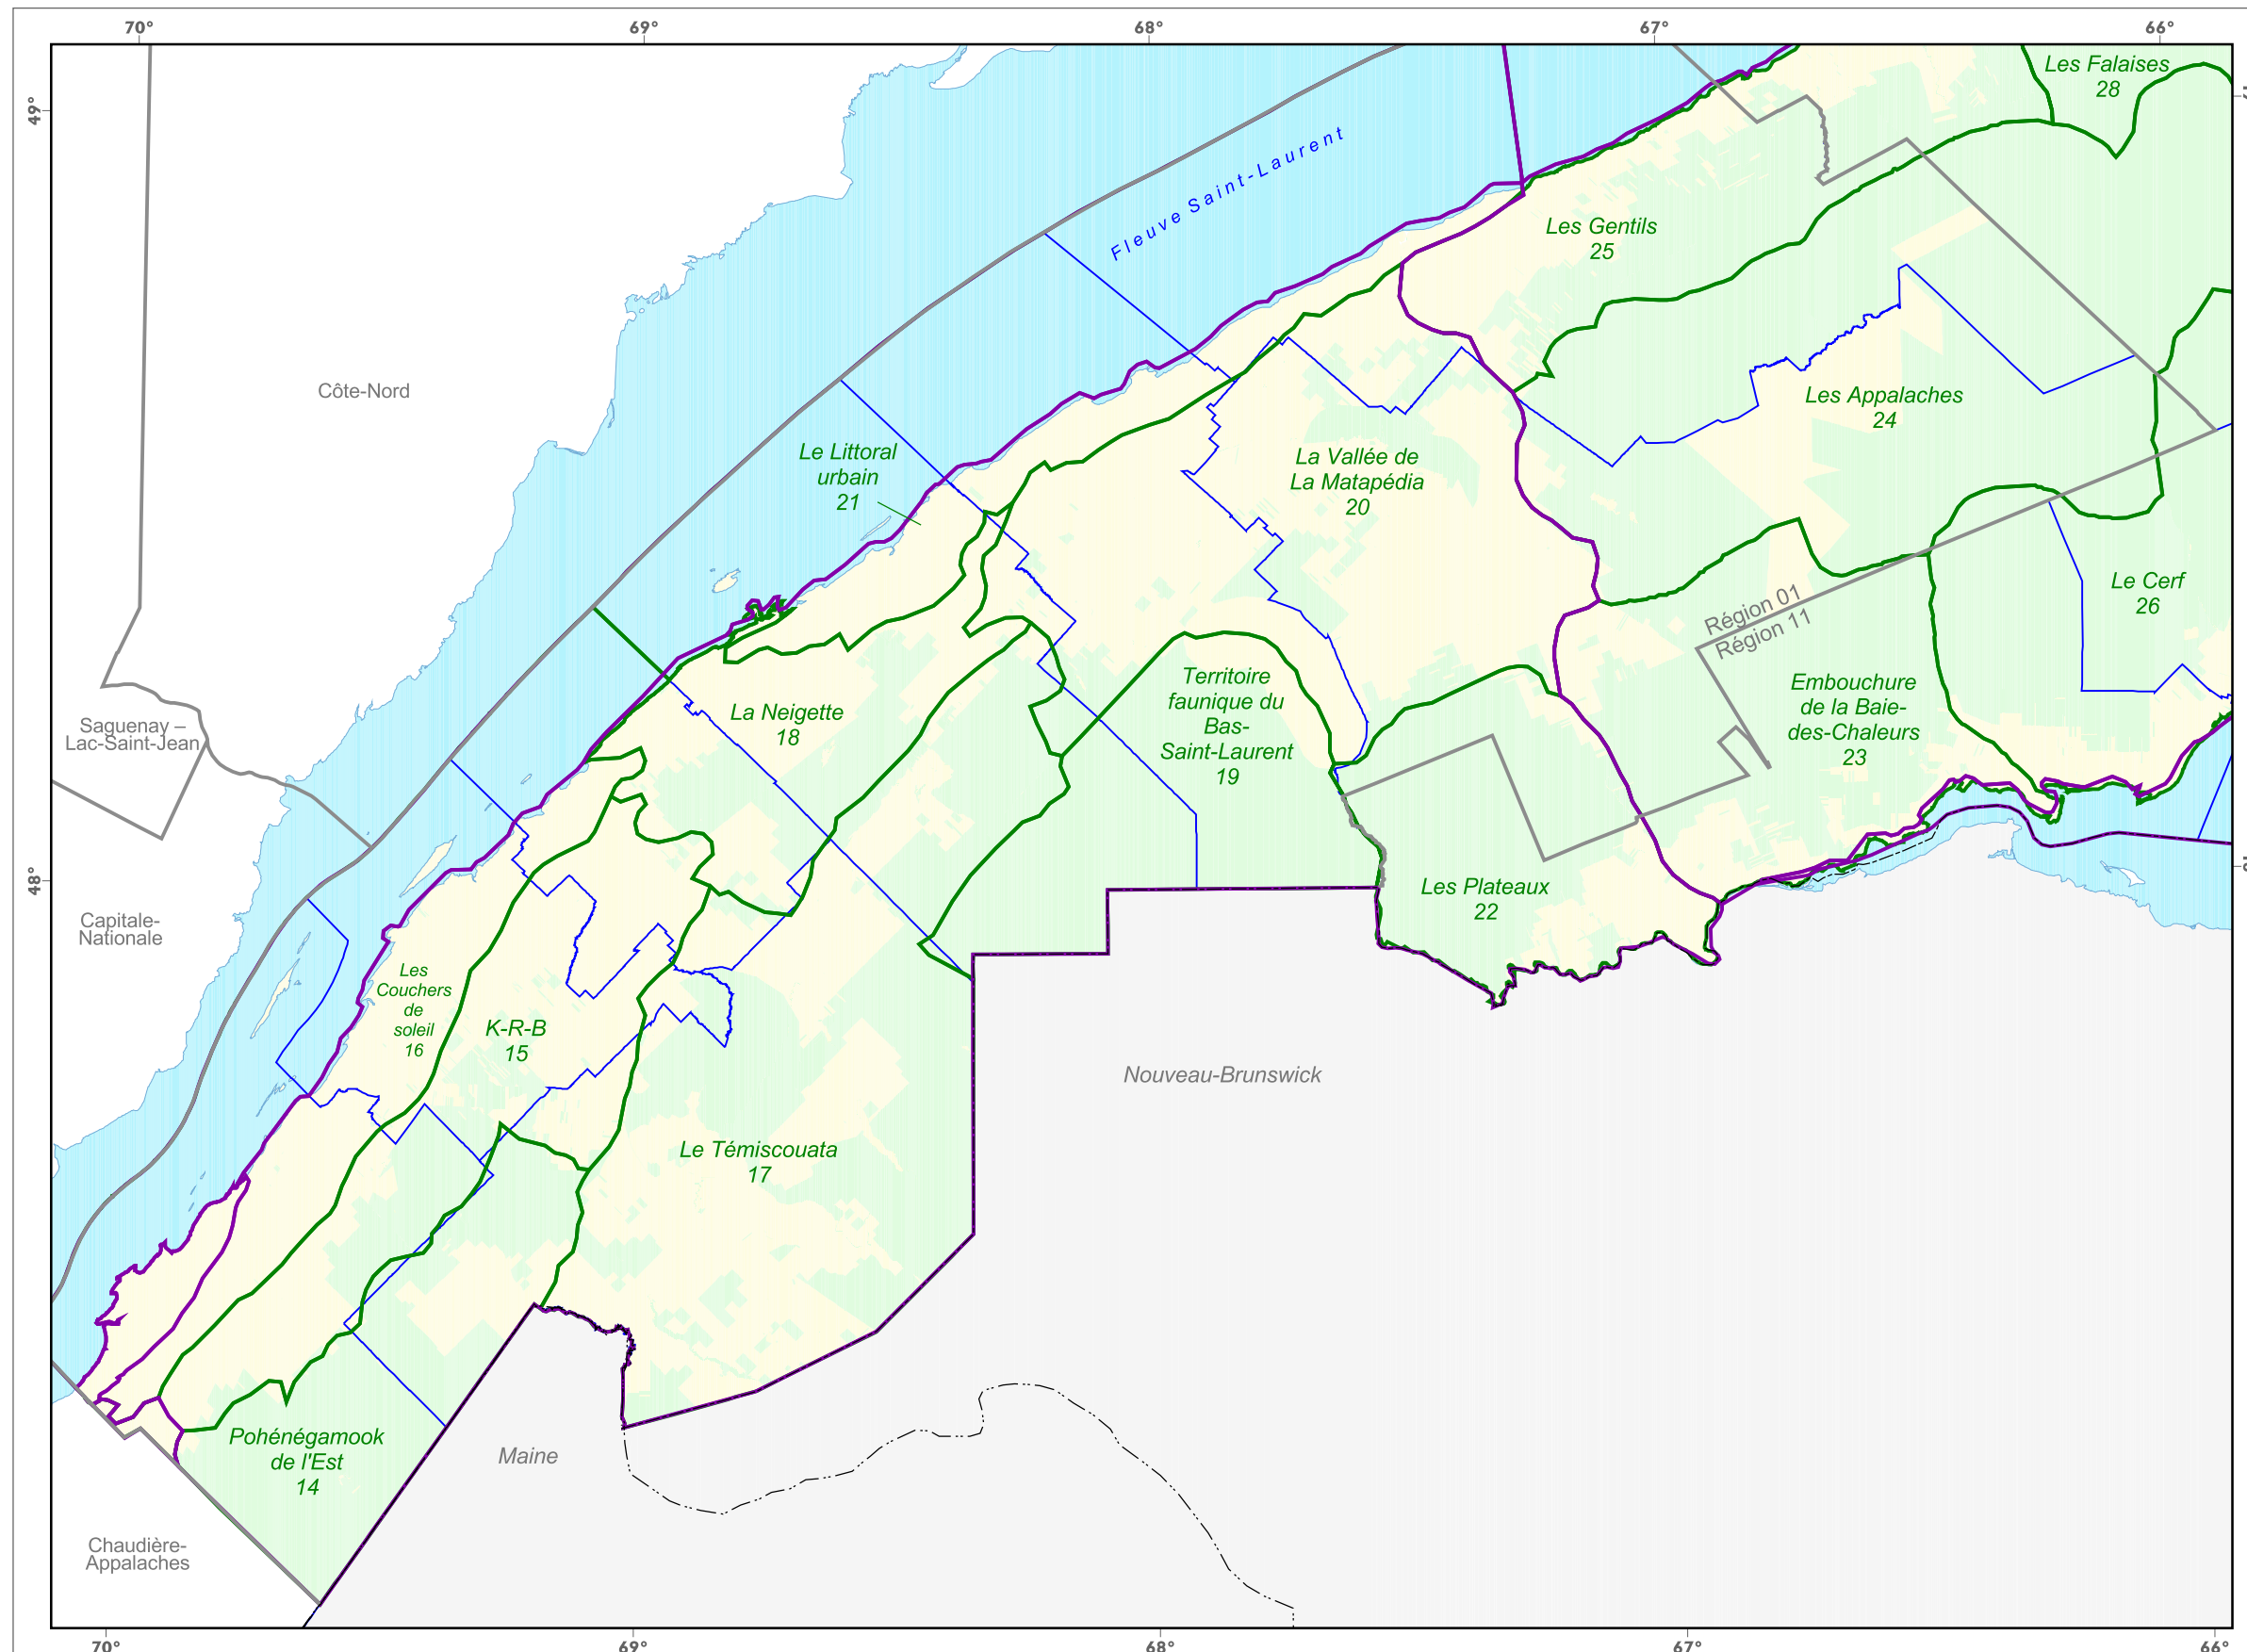 70°
69°
68°
67°
66°
49°
Les Falaises
28
Fleuve Saint-Laurent
Les Gentils
25
Côte-Nord
Les Appalaches
24
Le Littoral
urbain
21
La Vallée de
La Matapédia
20
Le Cerf
26
Région 01
Région 11
Territoire
faunique du
Bas-
Saint-Laurent
19
Embouchure
de la Baie-
des-Chaleurs
23
La Neigette
18
Saguenay –
Lac-Saint-Jean
48°
Les Plateaux
22
Capitale-
Nationale
Les
Couchers
de
soleil
16
K-R-B
15
Nouveau-Brunswick
Le Témiscouata
17
Pohénégamook
de l'Est
14
Maine
Chaudière-
Appalaches
70°
69°
68°
67°
66°